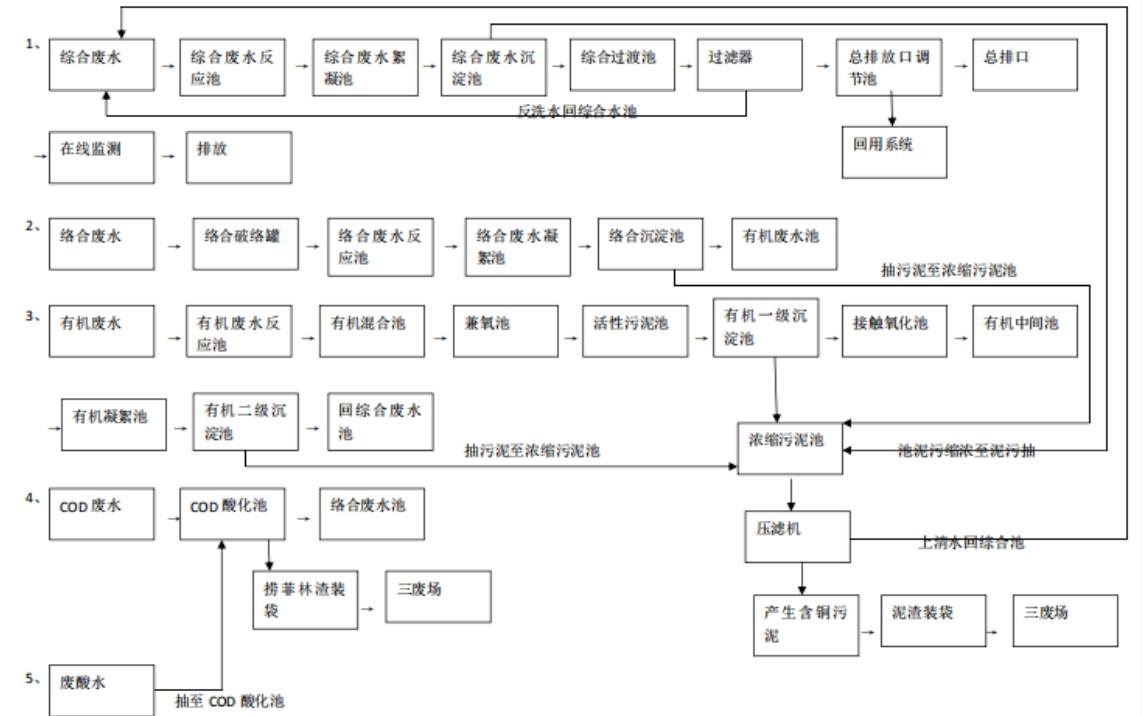 1、
综合废水
综合废水反
应池
综合废水絮
凝池
综合废水沉
淀池
综合过渡池
过滤器
总排放口调
节池
总排口
反洗水回综合水池
回用系统
在线监测
排放
2、
络合废水
络合破络罐
络合废水反
应池
络合废水凝
絮池
络合沉淀池
有机废水池
抽污泥至浓缩污泥池
3、
有机废水
有机废水反
应池
有机混合池
兼氧池
活性污泥池
有机一级沉
淀池
接触氧化池
有机中间池
有机凝絮池
有机二级沉
淀池
回综合废水
池
抽污泥至浓缩污泥池
浓缩污泥池
池泥污缩浓至泥污抽
4、
COD 废水
COD 酸化池
络合废水池
压滤机
上清水回综合池
捞菲林渣装
袋
三废场
产生含铜污
泥
泥渣装袋
三废场
5、
废酸水
抽至 COD 酸化池